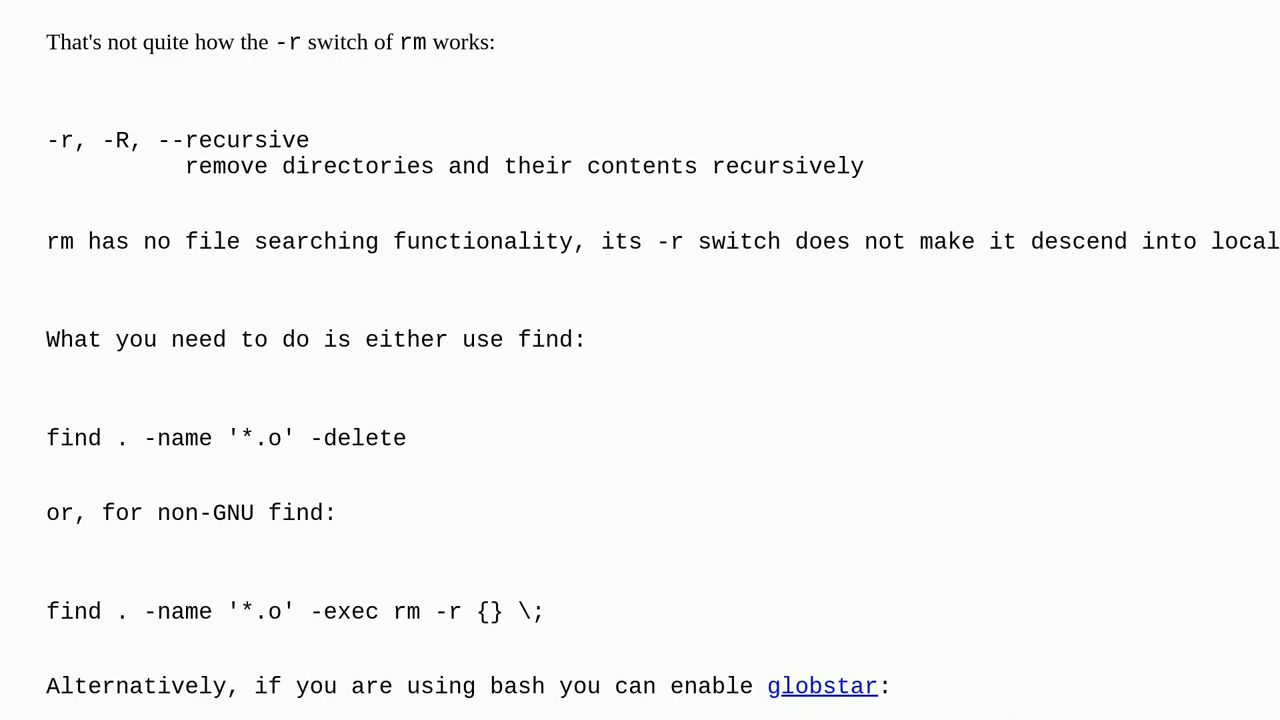 That's not quite how the -r switch of rm works:
-r, -R, --recursive
remove directories and their contents recursively
rm has no file searching functionality, its -r switch does not make it descend into local
What you need to do is either use find:
find . -name '*.o' -delete
or, for non-GNU find:
find . -name '*.o' -exec rm -r {} \;
Alternatively, if you are using bash you can enable globstar: